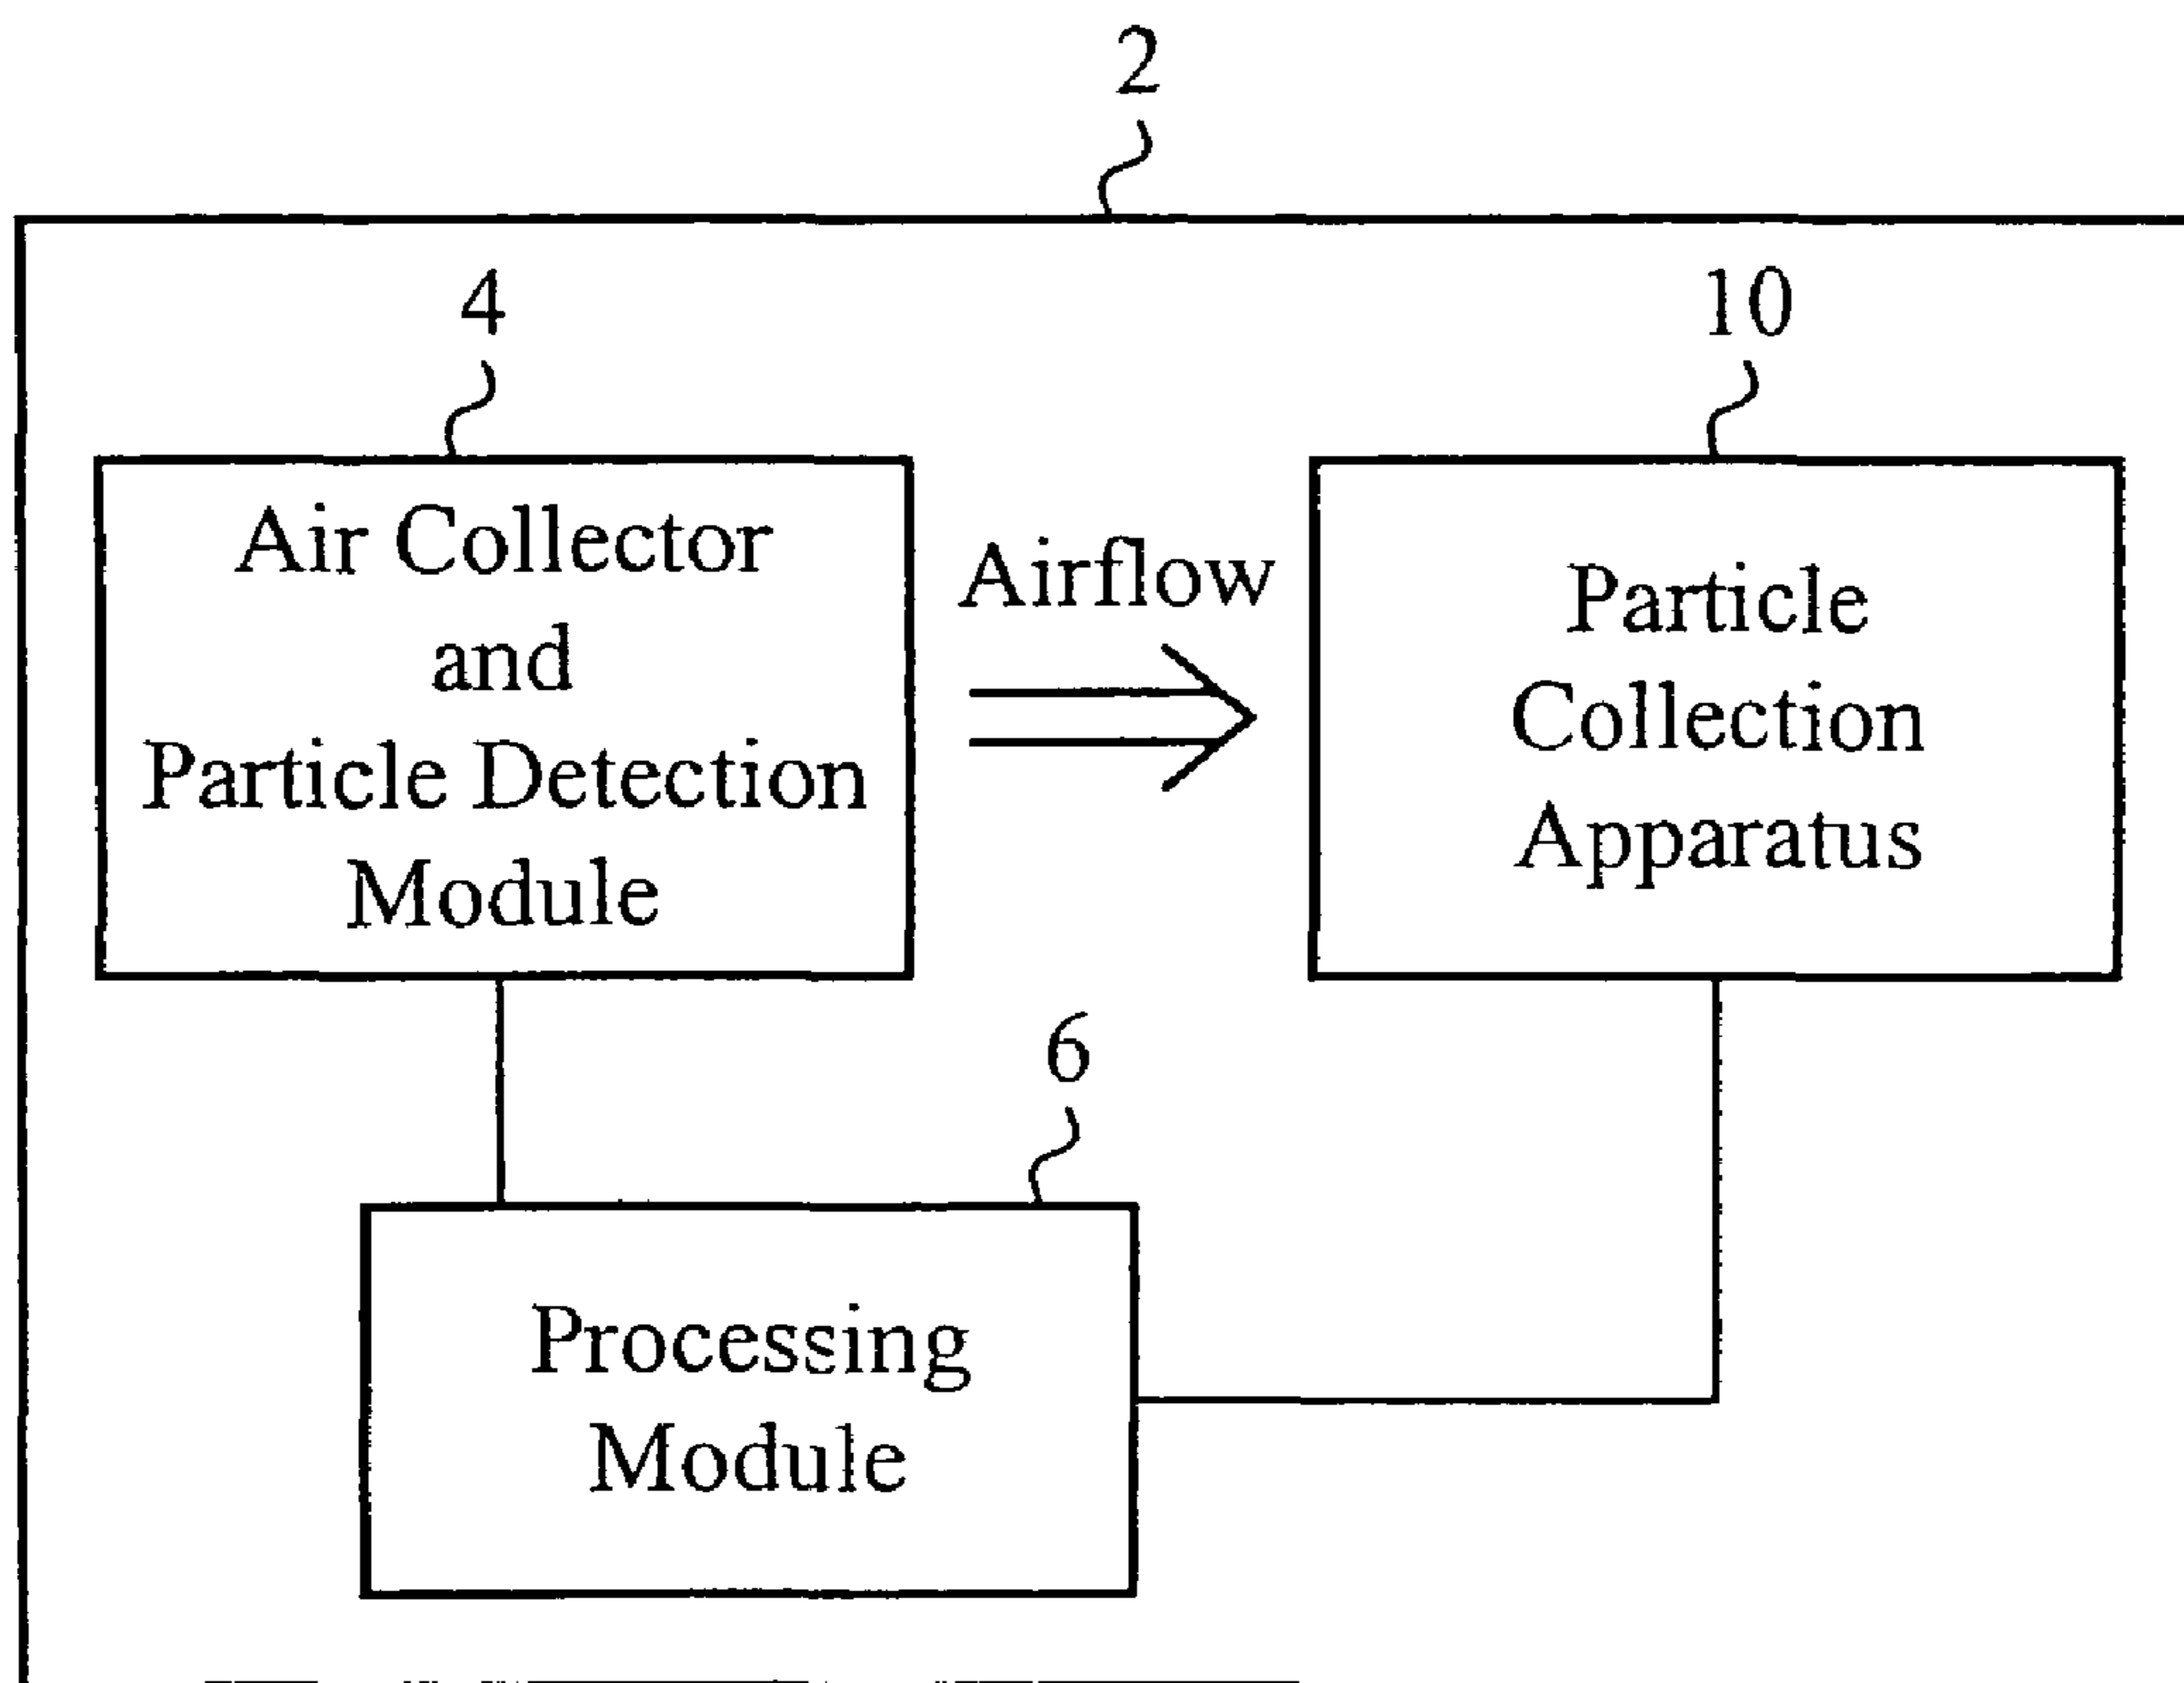 2
4
10
Air Collector
and
Particle Detection
Module
Airflow
Particle
Collection
Apparatus
6
Processing
Module